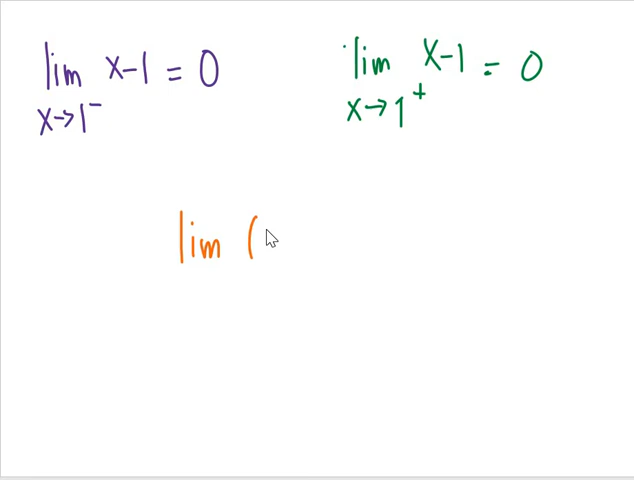 lim x-1 = 0
x→1⁻
lim x-1 = 0
x→1⁺
lim (